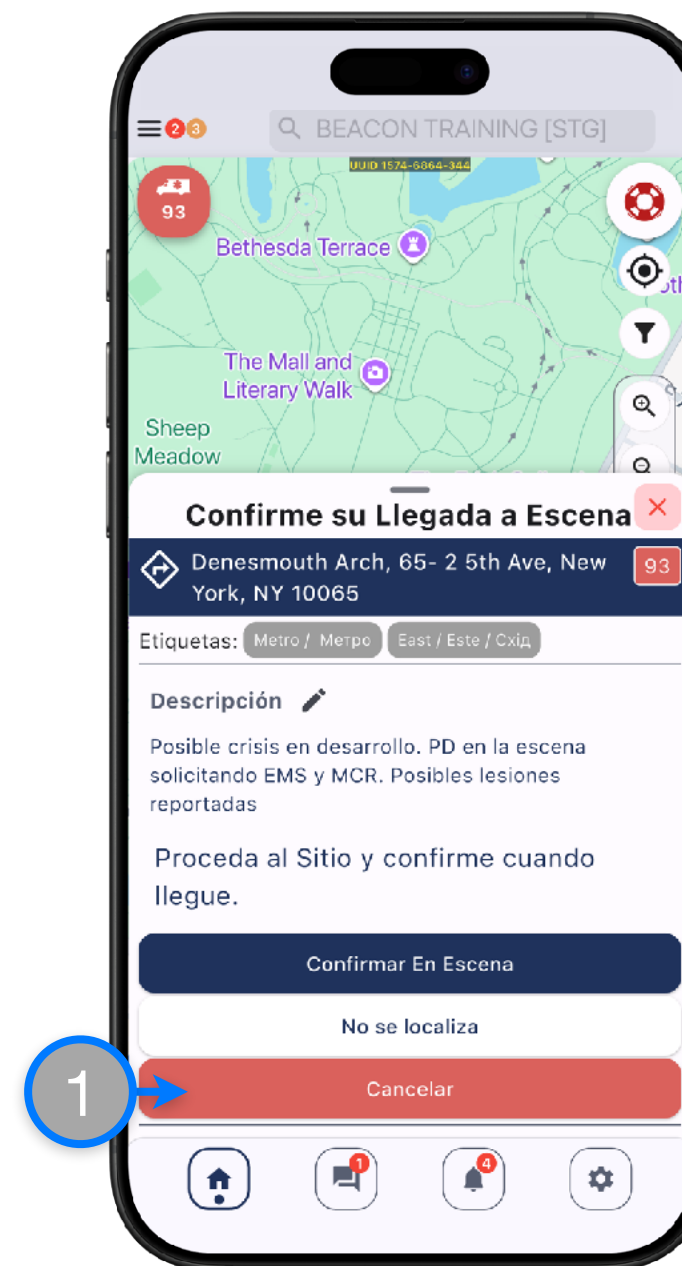 2 3
BEACON TRAINING [STG]
UUID 1574-6864-344
93
Bethesda Terrace
The Mall and
Literary Walk
Sheep
Meadow
Confirme su Llegada a Escena
Denesmouth Arch, 65- 2 5th Ave, New
York, NY 10065
93
Etiquetas: Metro / Метро East / Este / Схід
Descripción
Posible crisis en desarrollo. PD en la escena
solicitando EMS y MCR. Posibles lesiones
reportadas
Proceda al Sitio y confirme cuando
llegue.
Confirmar En Escena
No se localiza
1
Cancelar
1
4